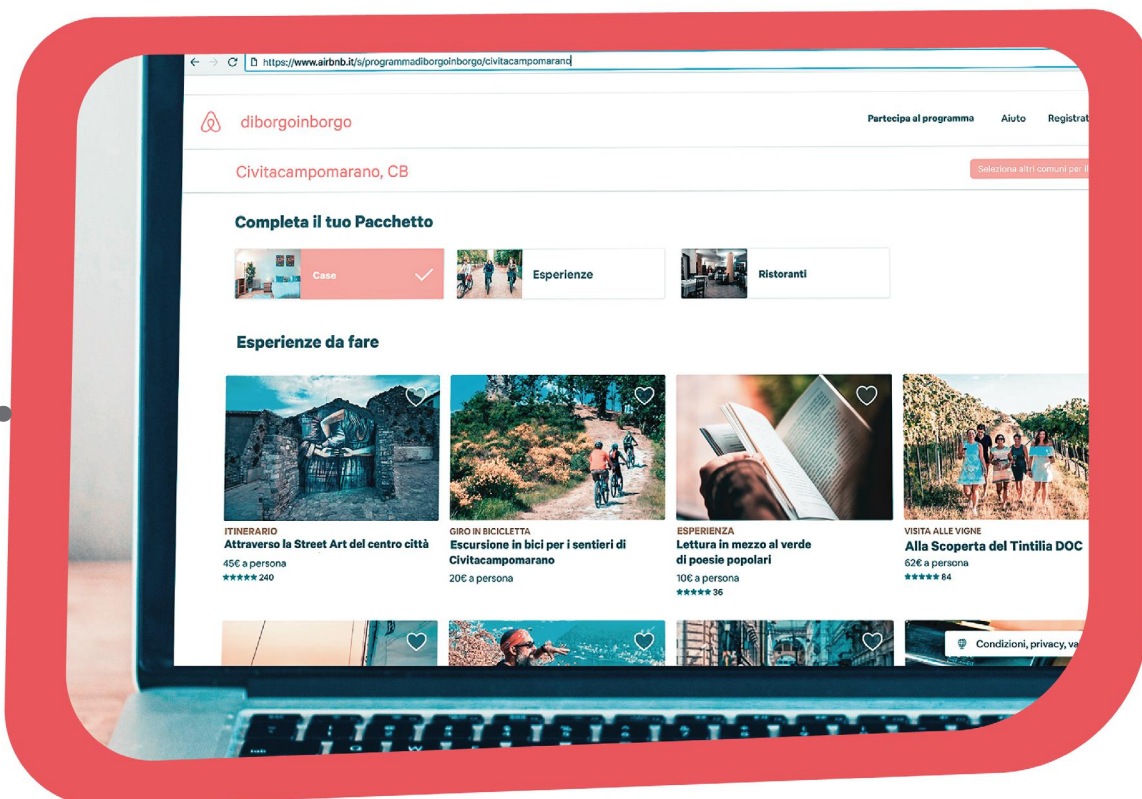 https://www.airbnb.it/s/programmadiborgoinborgo/civitacampomarano
diborgoinborgo
Partecipa al programma Aiuto Registrat
Civitacampomarano, CB
Seleziona altri comuni per il
Completa il tuo Pacchetto
Case
Esperienze
Ristoranti
Esperienze da fare
ITINERARIO
Attraverso la Street Art del centro città
45€ a persona
240
GIRO IN BICICLETTA
Escursione in bici per i sentieri di
Civitacampomarano
20€ a persona
ESPERIENZA
Lettura in mezzo al verde
di poesie popolari
10€ a persona
36
VISITA ALLE VIGNE
Alla Scoperta del Tintilia DOC
62€ a persona
84
Condizioni, privacy, va